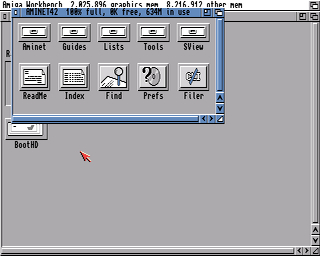 Amiga Workbench 2,025,896 graphics mem 8,216,912 other mem
AMINET42 100% full, 0K free, 634M in use
Aminet Guides Lists Tools SView
ReadMe Index Find Prefs Filer
BootHD